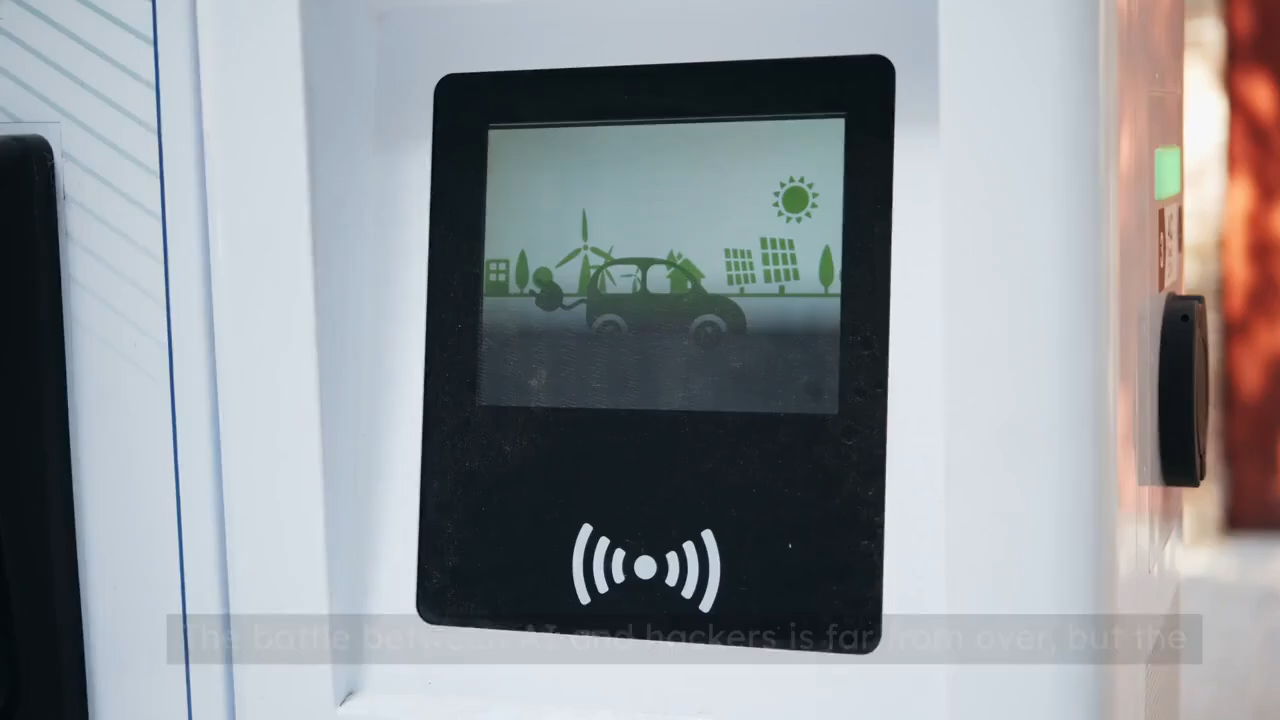 The battle between AI and hackers is far from over, but the